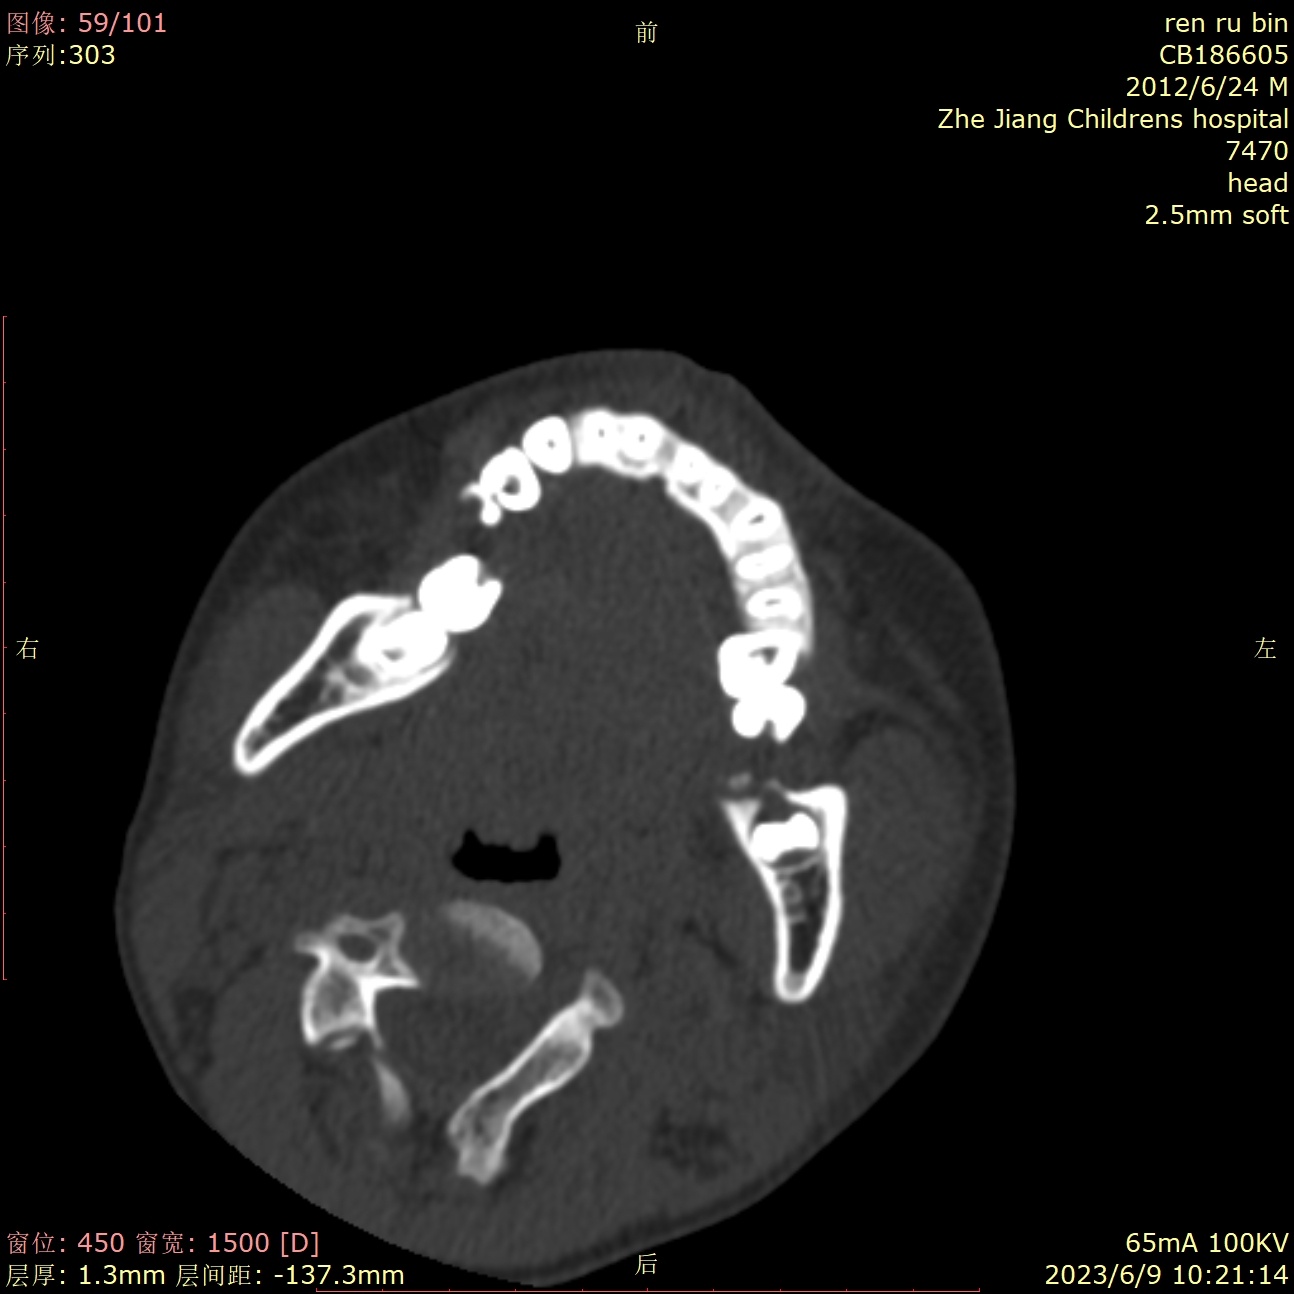 图像: 59/101
序列:303
前
ren ru bin
CB186605
2012/6/24 M
Zhe Jiang Childrens hospital
7470
head
2.5mm soft
右
左
窗位: 450 窗宽: 1500 [D]
层厚: 1.3mm 层间距: -137.3mm
后
65mA 100KV
2023/6/9 10:21:14